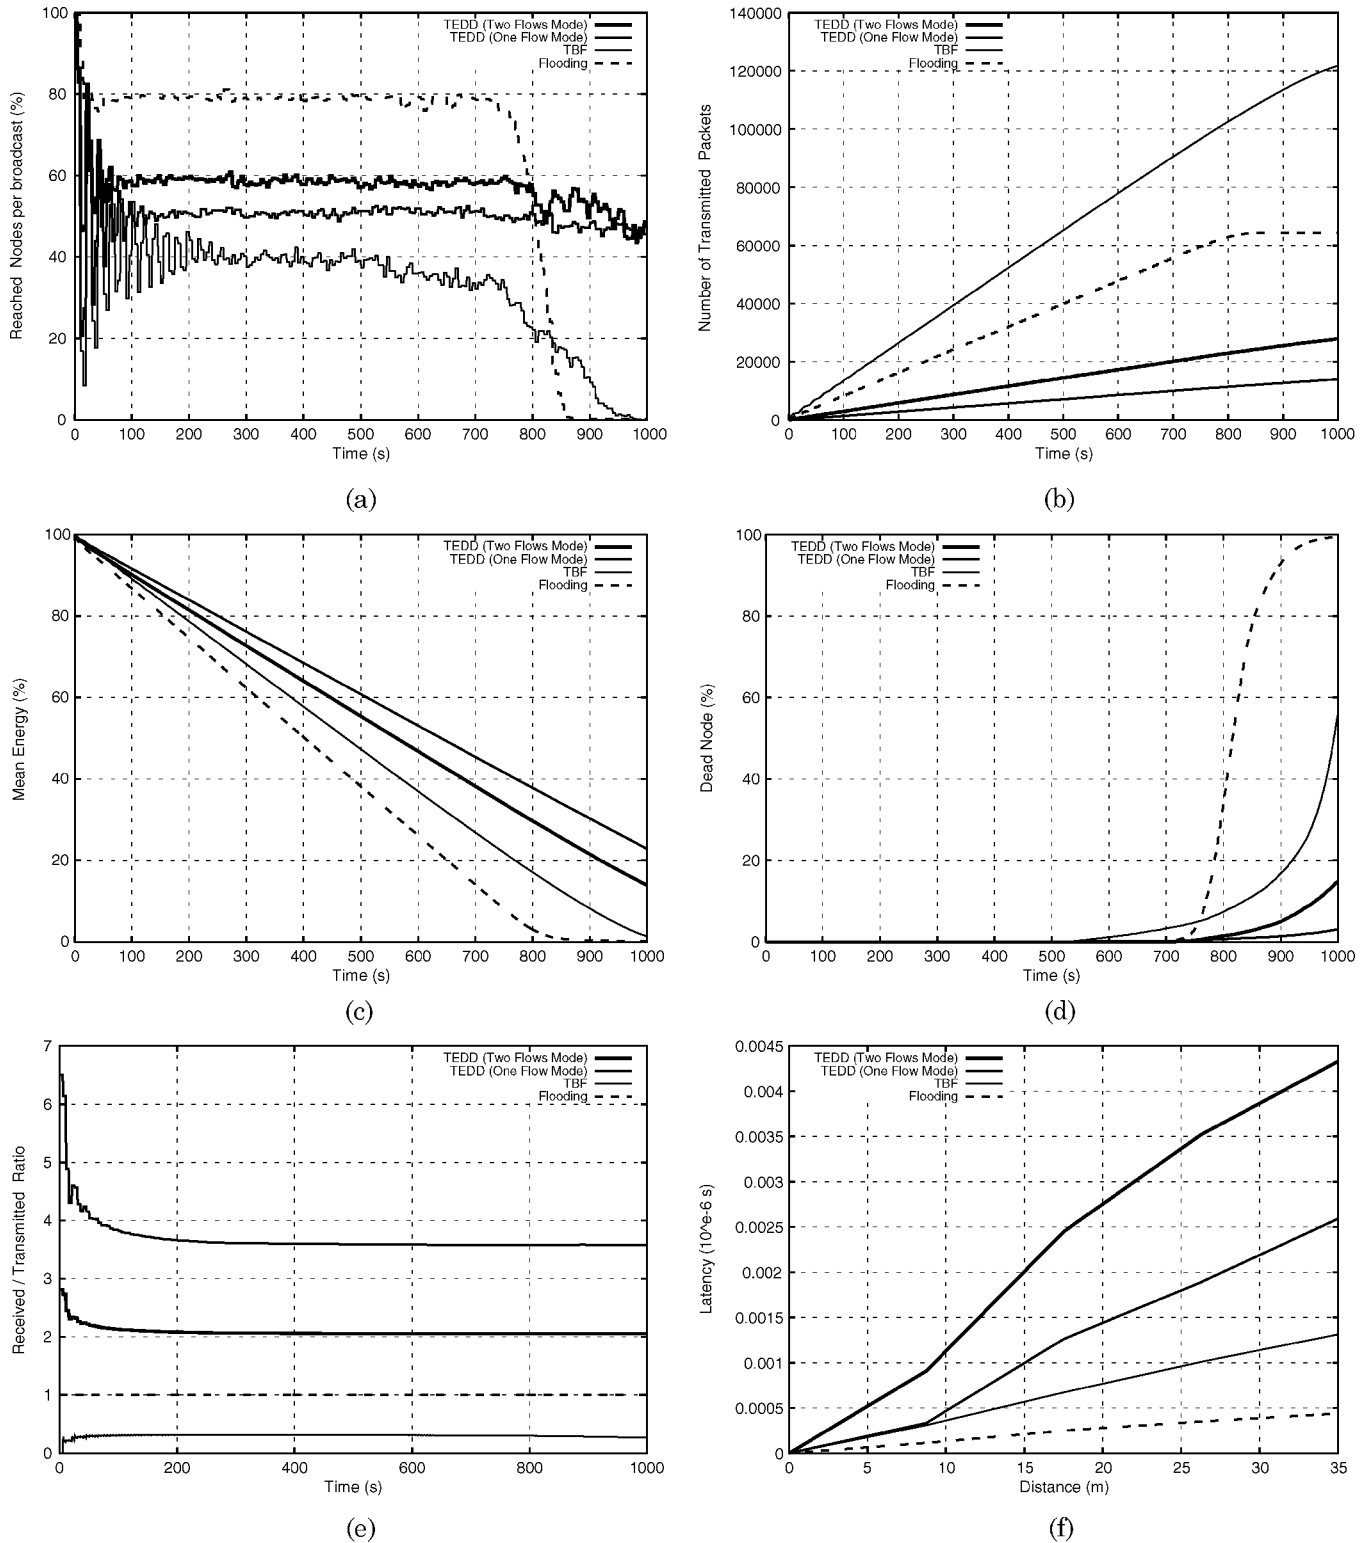 100
80
60
40
20
0
Reached Nodes per broadcast (%)
TEDD (Two Flows Mode)
TEDD (One Flow Mode)
TBF
Flooding
0 100 200 300 400 500 600 700 800 900 1000
Time (s)
(a)
140000
120000
100000
80000
60000
40000
20000
0
Number of Transmitted Packets
TEDD (Two Flows Mode)
TEDD (One Flow Mode)
TBF
Flooding
0 100 200 300 400 500 600 700 800 900 1000
Time (s)
(b)
100
80
60
40
20
0
Mean Energy (%)
TEDD (Two Flows Mode)
TEDD (One Flow Mode)
TBF
Flooding
0 100 200 300 400 500 600 700 800 900 1000
Time (s)
(c)
100
80
60
40
20
0
Dead Node (%)
TEDD (Two Flows Mode)
TEDD (One Flow Mode)
TBF
Flooding
0 100 200 300 400 500 600 700 800 900 1000
Time (s)
(d)
7
6
5
4
3
2
1
0
Received / Transmitted Ratio
TEDD (Two Flows Mode)
TEDD (One Flow Mode)
TBF
Flooding
0 200 400 600 800 1000
Time (s)
(e)
0.0045
0.004
0.0035
0.003
0.0025
0.002
0.0015
0.001
0.0005
0
Latency (10^e-6 s)
TEDD (Two Flows Mode)
TEDD (One Flow Mode)
TBF
Flooding
0 5 10 15 20 25 30 35
Distance (m)
(f)